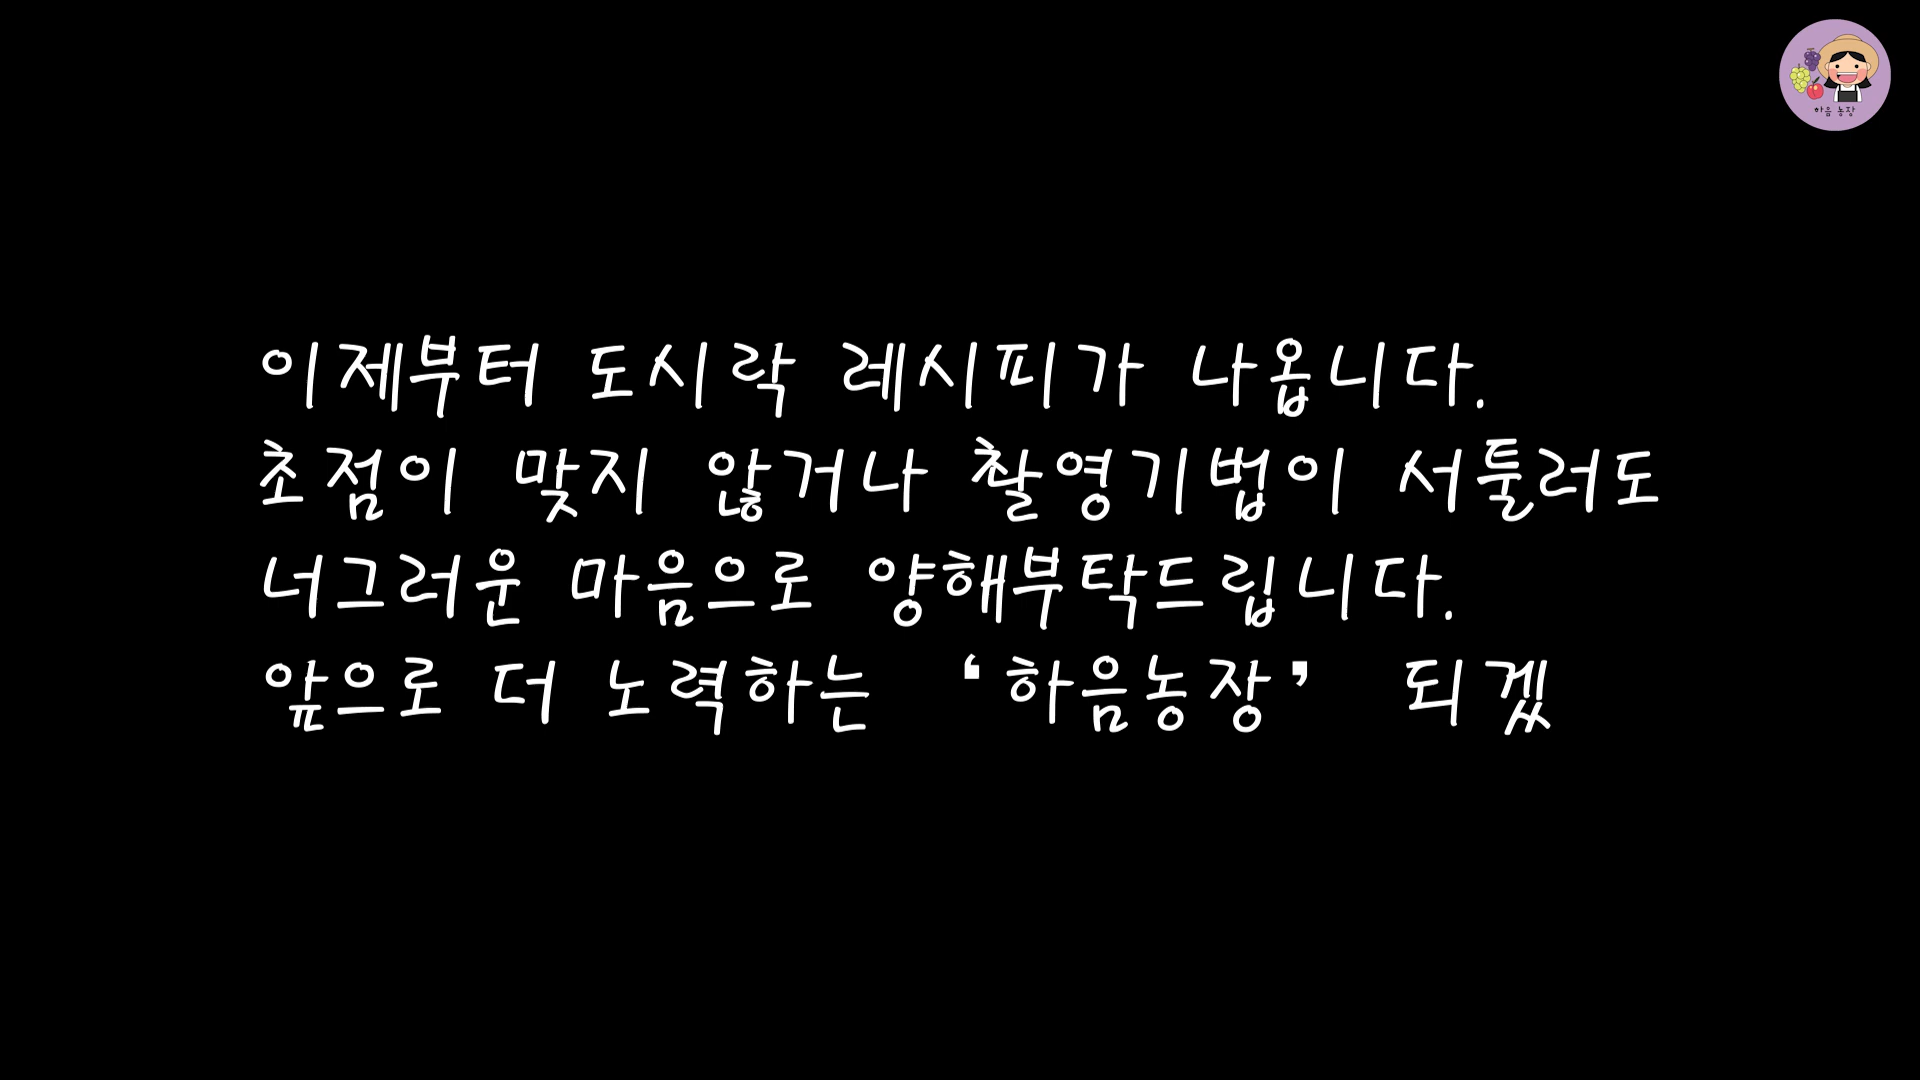 하음 농장
이제부터 도시락 레시피가 나옵니다.
초점이 맞지 않거나 촬영기법이 서툴러도
너그러운 마음으로 양해부탁드립니다.
앞으로 더 노력하는 ‘하음농장’ 되겠